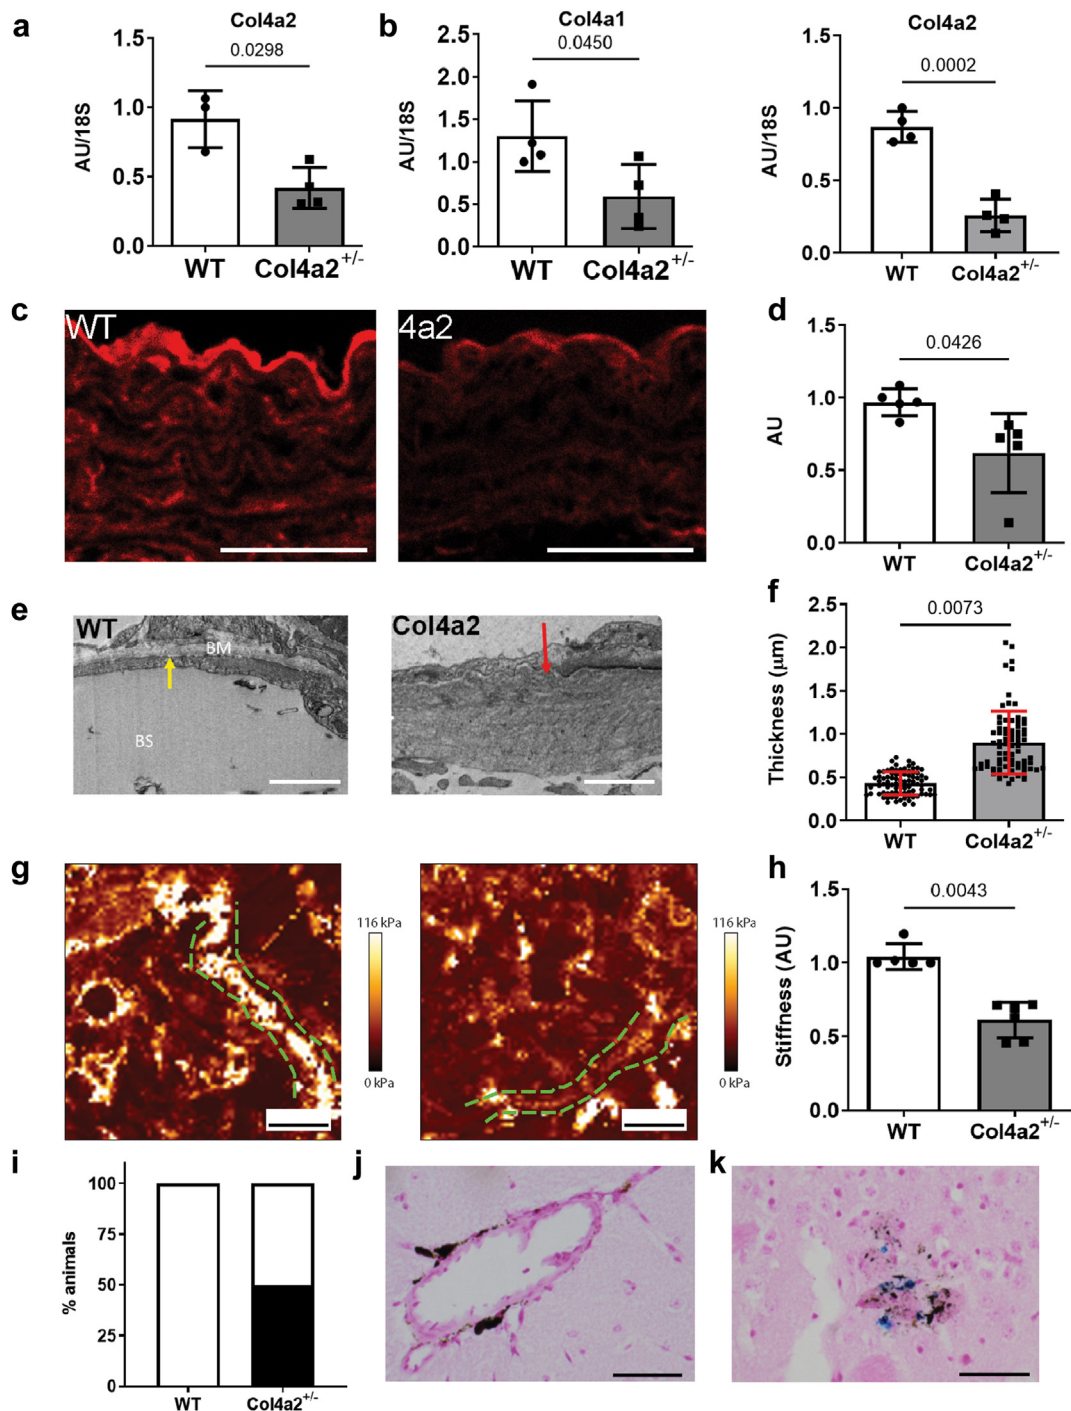 a
Col4a2
1.5
1.0
0.5
0.0
AU/18S
0.0298
WT
Col4a2+/-
b
Col4a1
2.5
2.0
1.5
1.0
0.5
0.0
AU/18S
0.0450
WT
Col4a2+/-
Col4a2
1.5
1.0
0.5
0.0
AU/18S
0.0002
WT
Col4a2+/-
c
WT
4a2
d
1.5
1.0
0.5
0.0
AU
0.0426
WT
Col4a2+/-
e
WT
BM
BS
Col4a2
f
2.5
2.0
1.5
1.0
0.5
0.0
Thickness (μm)
0.0073
WT
Col4a2+/-
g
116 kPa
0 kPa
116 kPa
0 kPa
h
1.5
1.0
0.5
0.0
Stiffness (AU)
0.0043
WT
Col4a2+/-
i
100
75
50
25
0
% animals
WT
Col4a2+/-
j
k